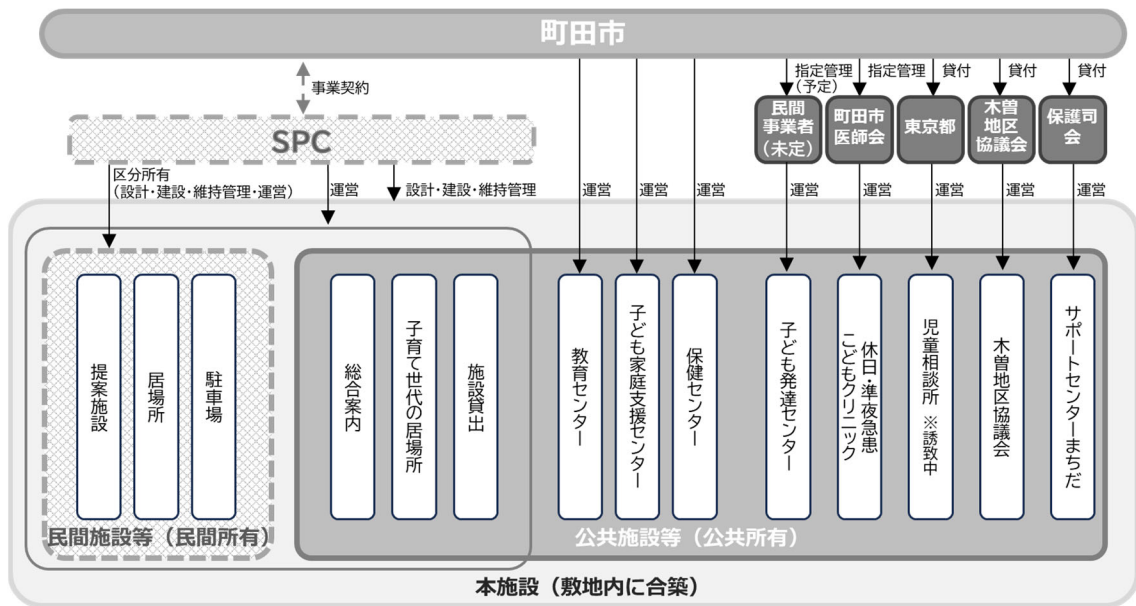 町田市
事業契約
SPC
指定管理
(予定)
指定管理
貸付
貸付
貸付
民間
事業者
(未定)
町田市
医師会
東京都
木曽
地区
協議会
保護司
会
区分所有
(設計・建設・維持管理・運営)
運営
設計・建設・維持管理
運営
運営
運営
運営
運営
運営
運営
運営
提案施設
居場所
駐車場
総合案内
子育て世代の居場所
施設貸出
教育センター
子ども家庭支援センター
保健センター
子ども発達センター
休日・準夜急患
こどもクリニック
児童相談所 ※誘致中
木曽地区協議会
サポートセンターまちだ
民間施設等（民間所有）
公共施設等（公共所有）
本施設（敷地内に合築）